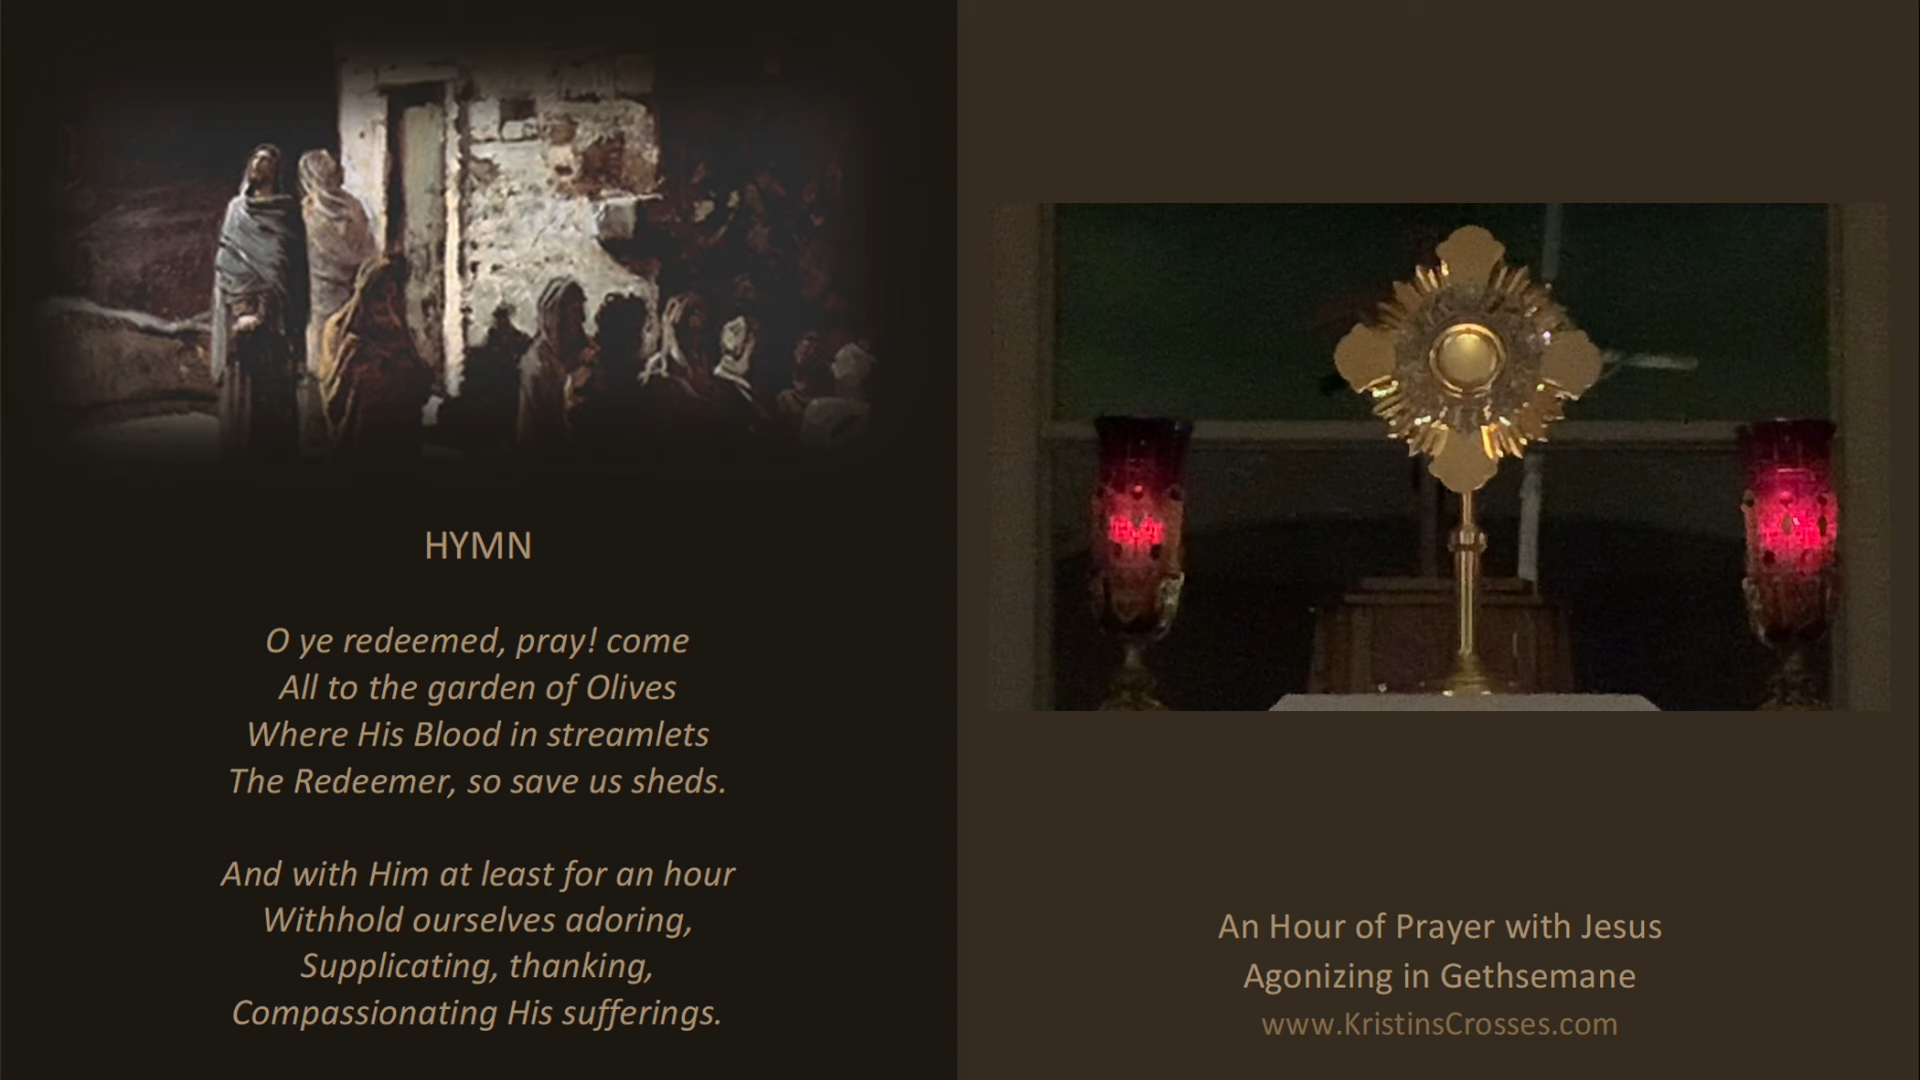 HYMN
O ye redeemed, pray! come
All to the garden of Olives
Where His Blood in streamlets
The Redeemer, so save us sheds.
And with Him at least for an hour
Withhold ourselves adoring,
Supplicating, thanking,
Compassionating His sufferings.
An Hour of Prayer with Jesus
Agonizing in Gethsemane
www.KristinsCrosses.com